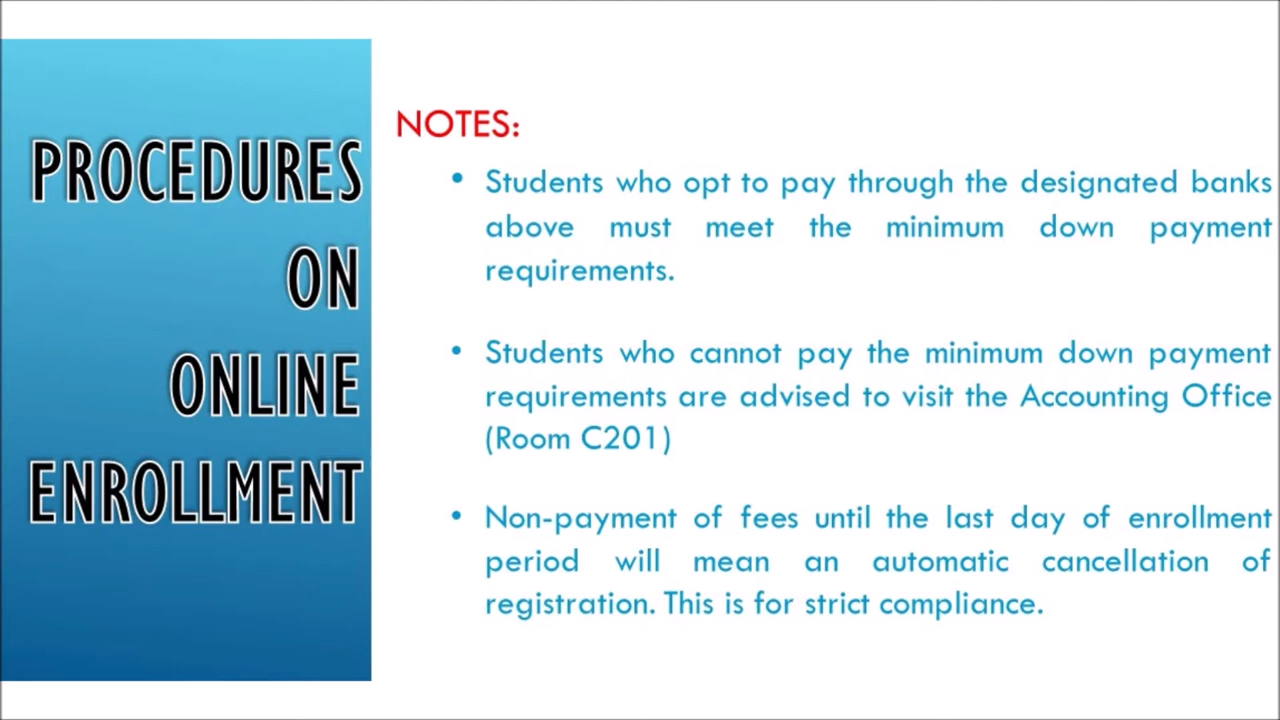 PROCEDURES
ON
ONLINE
ENROLLMENT
NOTES:
• Students who opt to pay through the designated banks
above must meet the minimum down payment
requirements.
• Students who cannot pay the minimum down payment
requirements are advised to visit the Accounting Office
(Room C201)
• Non-payment of fees until the last day of enrollment
period will mean an automatic cancellation of
registration. This is for strict compliance.